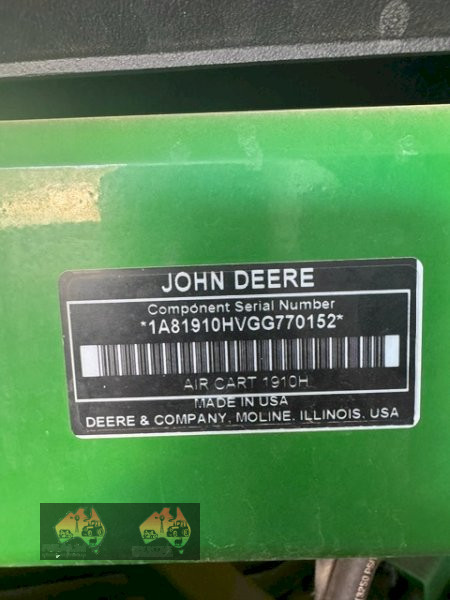 JOHN DEERE
Component Serial Number
*1A81910HVGG770152*
AIR CART 1910H
MADE IN USA
DEERE & COMPANY, MOLINE, ILLINOIS, USA